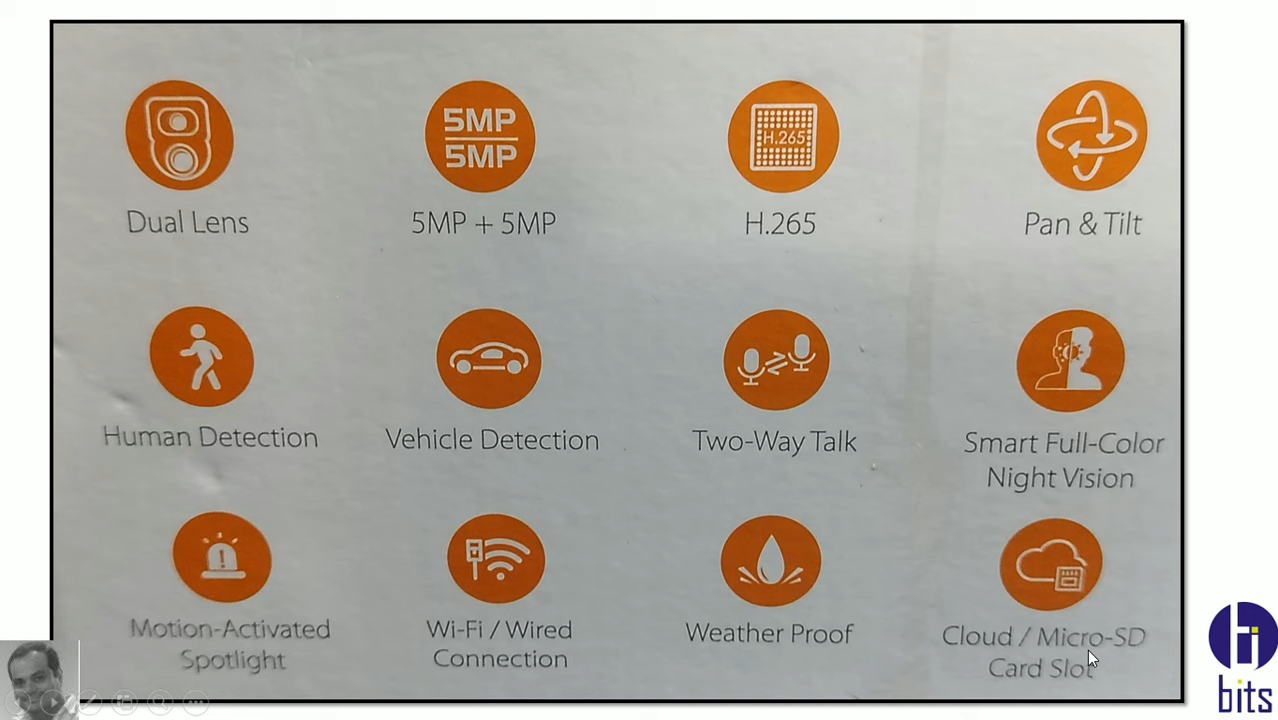 5MP
5MP
H.265
Dual Lens
5MP + 5MP
H.265
Pan & Tilt
Human Detection
Vehicle Detection
Two-Way Talk
Smart Full-Color
Night Vision
Motion-Activated
Spotlight
Wi-Fi / Wired
Connection
Weather Proof
Cloud / Micro-SD
Card Slot
bits